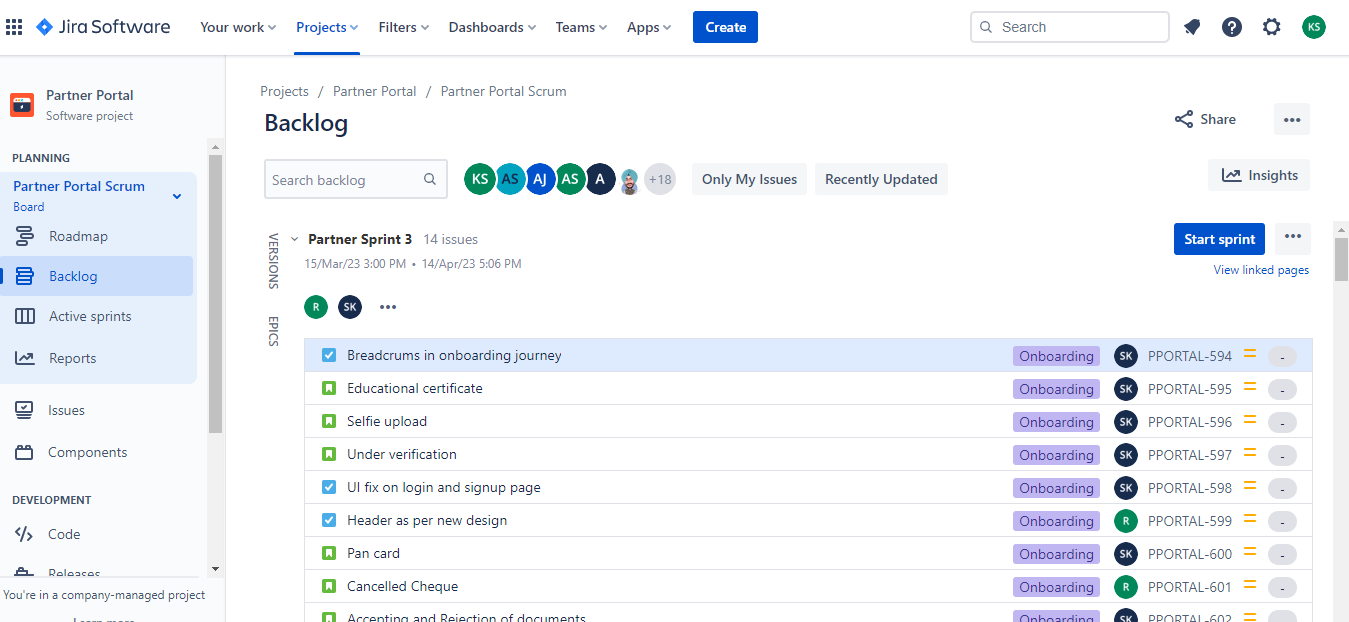 Jira Software Your work Projects Filters Dashboards Teams Apps Create Search KS
Partner Portal
Software project
PLANNING
Partner Portal Scrum
Board
Roadmap
Backlog
Active sprints
Reports
Issues
Components
DEVELOPMENT
Code
Releases
You're in a company-managed project
Learn more
Projects / Partner Portal / Partner Portal Scrum
Backlog
Share
Search backlog KS AS AJ AS A +18 Only My Issues Recently Updated Insights
VERSIONS
EPICS
Partner Sprint 3 14 issues Start sprint
15/Mar/23 3:00 PM • 14/Apr/23 5:06 PM
View linked pages
R SK
Breadcrums in onboarding journey Onboarding SK PPORTAL-594 -
Educational certificate Onboarding SK PPORTAL-595 -
Selfie upload Onboarding SK PPORTAL-596 -
Under verification Onboarding SK PPORTAL-597 -
UI fix on login and signup page Onboarding SK PPORTAL-598 -
Header as per new design Onboarding R PPORTAL-599 -
Pan card Onboarding SK PPORTAL-600 -
Cancelled Cheque Onboarding R PPORTAL-601 -
Accepting and Rejection of documents Onboarding SK PPORTAL-602 -